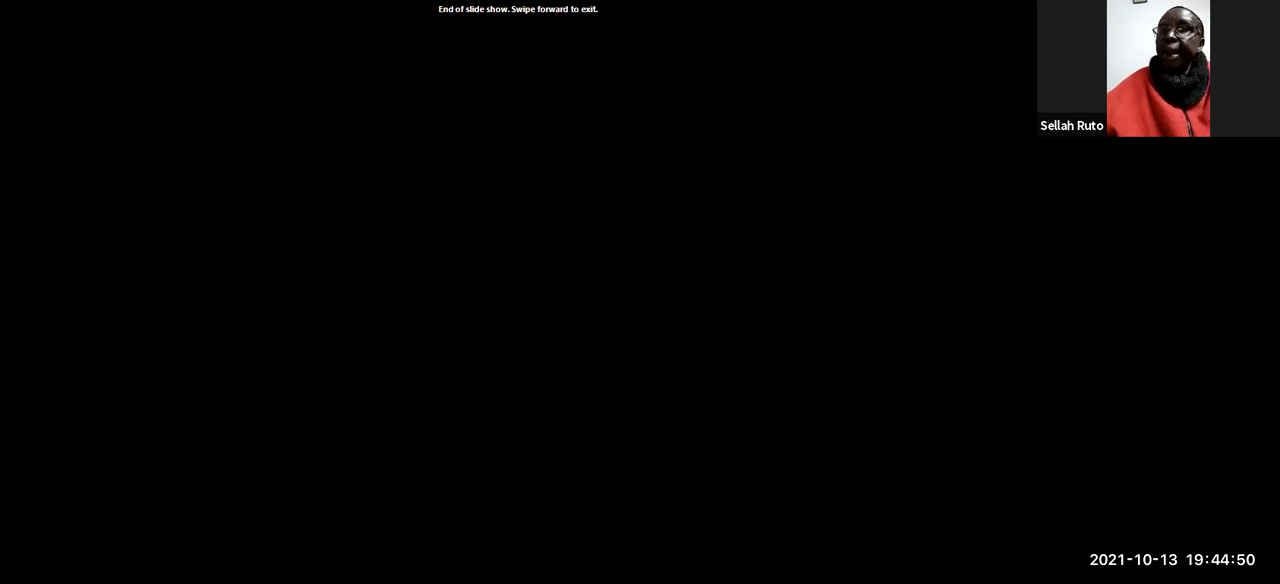 End of slide show. Swipe forward to exit.
Sellah Ruto
2021-10-13 19:44:50